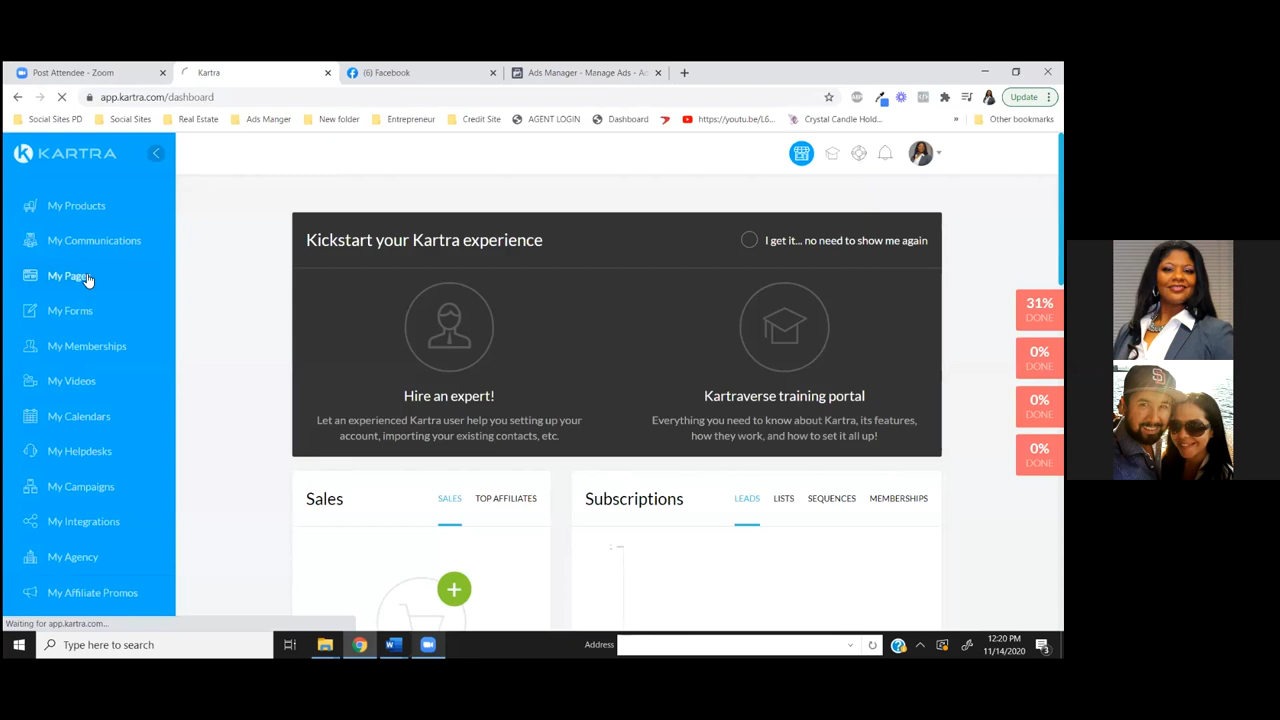 Post Attendee - Zoom
Kartra
(6) Facebook
Ads Manager - Manage Ads - Ad
app.kartra.com/dashboard
Update
Social Sites PD
Social Sites
Real Estate
Ads Manger
New folder
Entrepreneur
Credit Site
AGENT LOGIN
Dashboard
https://youtu.be/L6...
Crystal Candle Hold...
»
Other bookmarks
KARTRA
My Products
My Communications
My Pages
My Forms
My Memberships
My Videos
My Calendars
My Helpdesks
My Campaigns
My Integrations
My Agency
My Affiliate Promos
Kickstart your Kartra experience
I get it... no need to show me again
Hire an expert!
Let an experienced Kartra user help you setting up your
account, importing your existing contacts, etc.
Kartraverse training portal
Everything you need to know about Kartra, its features,
how they work, and how to set it all up!
31%
DONE
0%
DONE
0%
DONE
0%
DONE
Sales
SALES
TOP AFFILIATES
Subscriptions
LEADS
LISTS
SEQUENCES
MEMBERSHIPS
Waiting for app.kartra.com...
Type here to search
Address
12:20 PM
11/14/2020
3